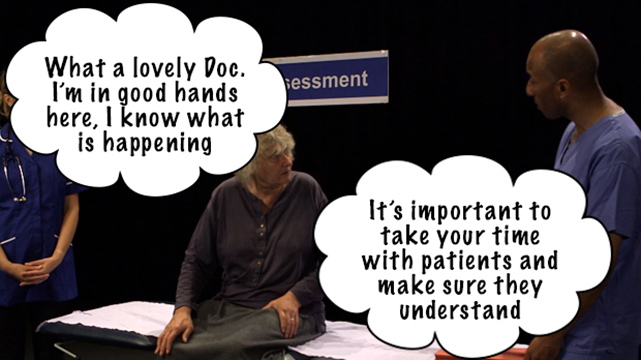 What a lovely Doc.
I'm in good hands
here, I know what
is happening
sessment
It's important to
take your time
with patients and
make sure they
understand